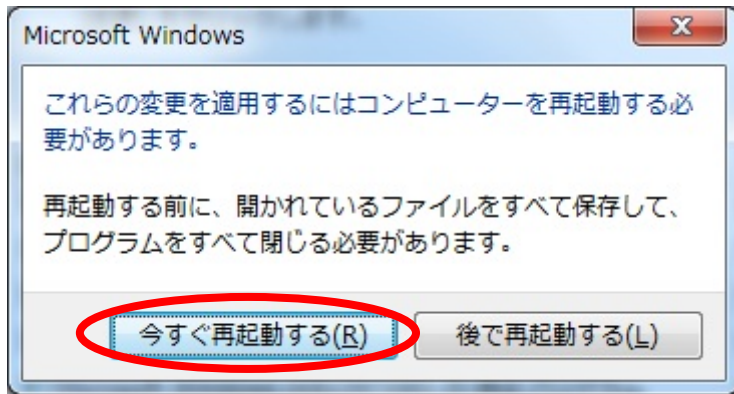 Microsoft Windows
これらの変更を適用するにはコンピューターを再起動する必
要があります。
再起動する前に、開かれているファイルをすべて保存して、
プログラムをすべて閉じる必要があります。
今すぐ再起動する(R)
後で再起動する(L)